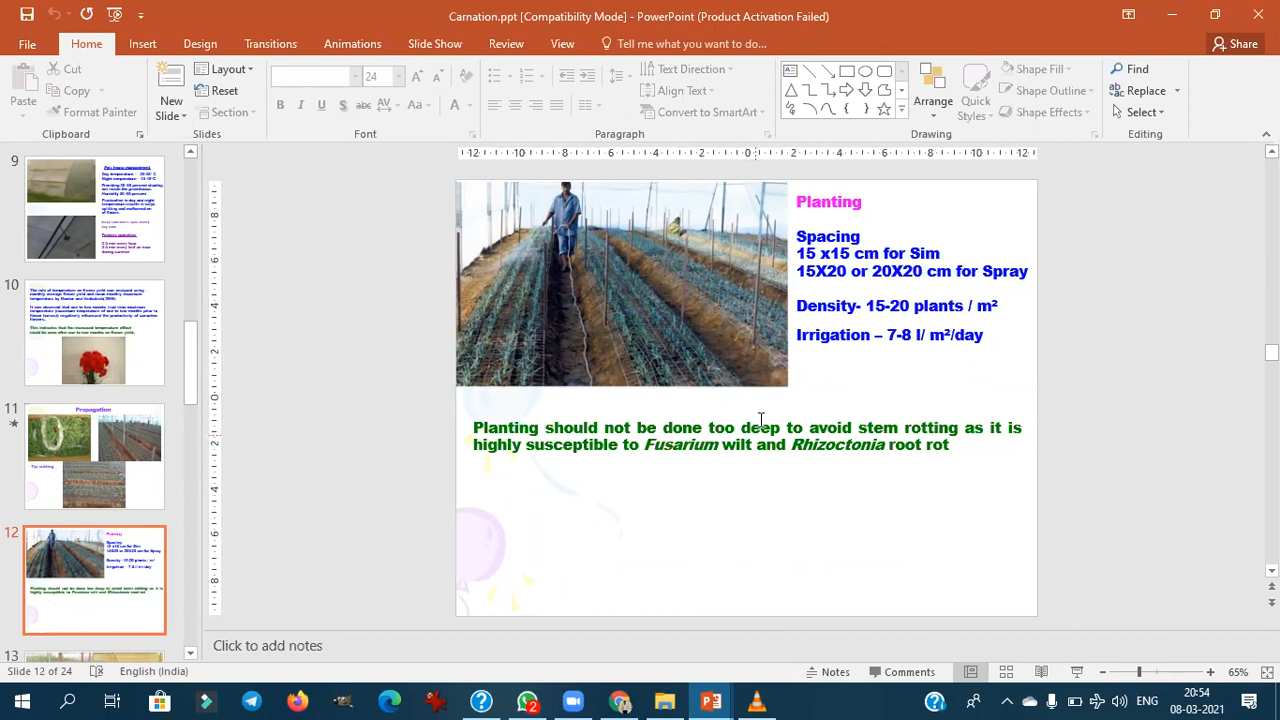 Carnation.ppt [Compatibility Mode] - PowerPoint (Product Activation Failed)
File Home Insert Design Transitions Animations Slide Show Review View Tell me what you want to do... Share
Paste
Cut
Copy
Format Painter
Clipboard
New Slide
Layout
Reset
Section
Slides
24
Font
Text Direction
Align Text
Convert to SmartArt
Paragraph
Arrange
Quick Styles
Shape Fill
Shape Outline
Shape Effects
Drawing
Find
Replace
Select
Editing
9
10
11
Propagation
Tip cutting
12
Planting
Spacing
15 x15 cm for Sim
15X20 or 20X20 cm for Spray
Density- 15-20 plants / m²
Irrigation – 7-8 l/ m²/day
Planting should not be done too deep to avoid stem rotting as it is
highly susceptible to Fusarium wilt and Rhizoctonia root rot
13
Click to add notes
Slide 12 of 24 English (India) Notes Comments 65%
2
ENG
20:54
08-03-2021